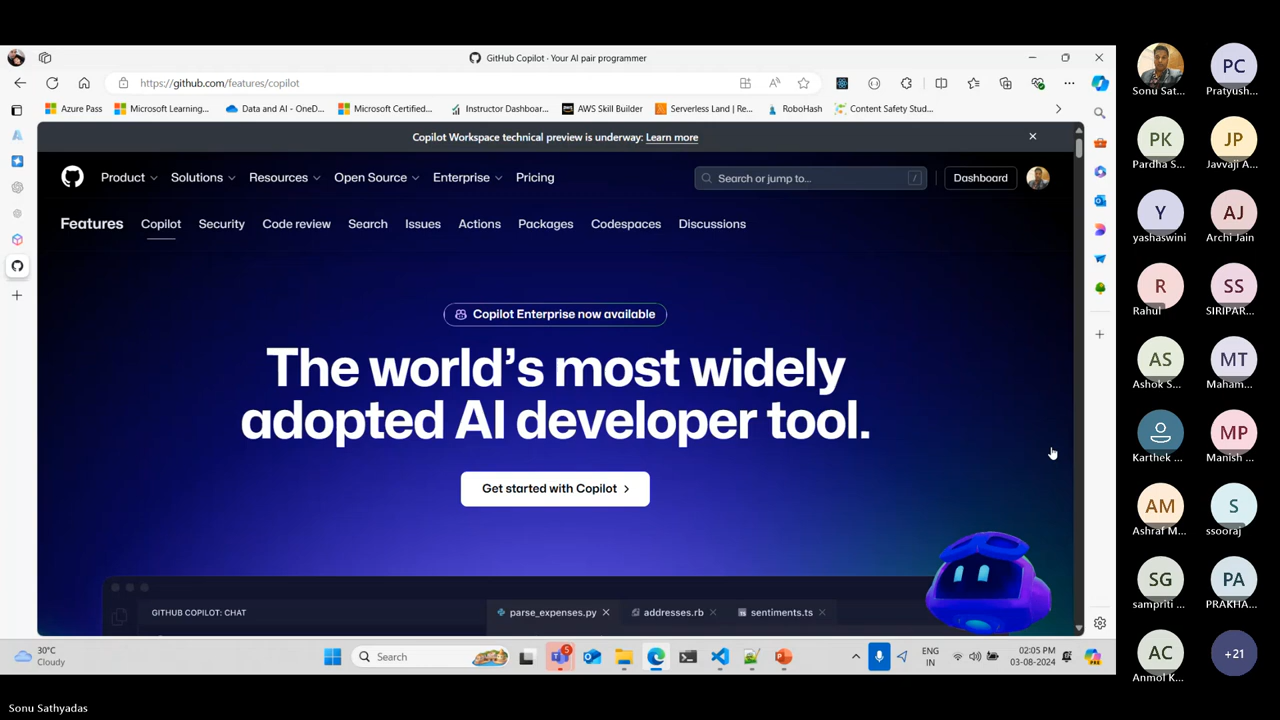 GitHub Copilot · Your AI pair programmer
https://github.com/features/copilot
Azure Pass
Microsoft Learning...
Data and AI - OneD...
Microsoft Certified...
Instructor Dashboar...
AWS Skill Builder
Serverless Land | Re...
RoboHash
Content Safety Stud...
Copilot Workspace technical preview is underway: Learn more
Product
Solutions
Resources
Open Source
Enterprise
Pricing
Search or jump to...
/
Dashboard
Features
Copilot
Security
Code review
Search
Issues
Actions
Packages
Codespaces
Discussions
Copilot Enterprise now available
The world's most widely
adopted AI developer tool.
Get started with Copilot
GITHUB COPILOT: CHAT
parse_expenses.py
addresses.rb
sentiments.ts
30°C
Cloudy
Search
5
ENG
IN
02:05 PM
03-08-2024
Sonu Sat...
PC
Pratyush...
PK
Pardha S...
JP
Javvaji A...
Y
yashaswini
AJ
Archi Jain
R
Rahul
SS
SIRIPAR...
AS
Ashok S...
MT
Maham...
Karthek ...
MP
Manish ...
AM
Ashraf M...
S
ssooraj
SG
sampriti ...
PA
PRAKHA...
AC
Anmol K...
+21
Sonu Sathyadas